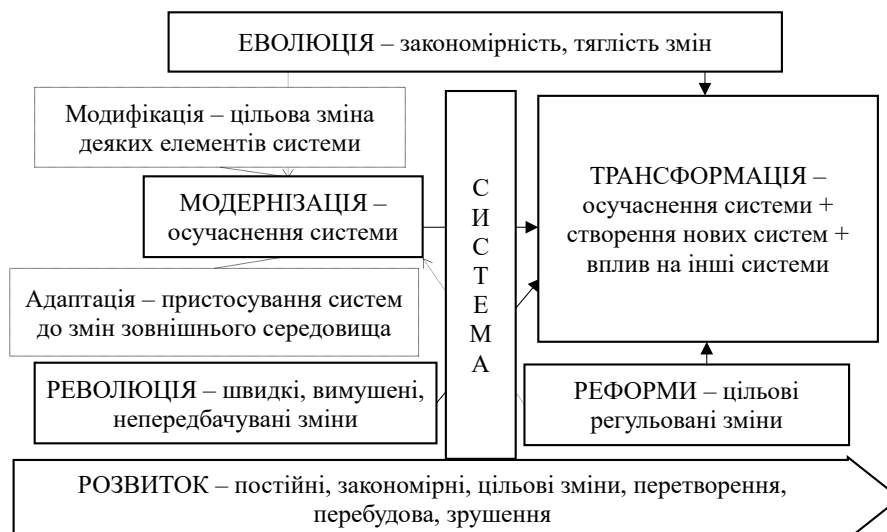 ЕВОЛЮЦІЯ – закономірність, тяглість змін
Модифікація – цільова зміна
деяких елементів системи
МОДЕРНІЗАЦІЯ –
осучаснення системи
Адаптація – пристосування систем
до змін зовнішнього середовища
РЕВОЛЮЦІЯ – швидкі, вимушені,
непередбачувані зміни
С
И
С
Т
Е
М
А
ТРАНСФОРМАЦІЯ –
осучаснення системи +
створення нових систем +
вплив на інші системи
РЕФОРМИ – цільові
регульовані зміни
РОЗВИТОК – постійні, закономірні, цільові зміни, перетворення,
перебудова, зрушення